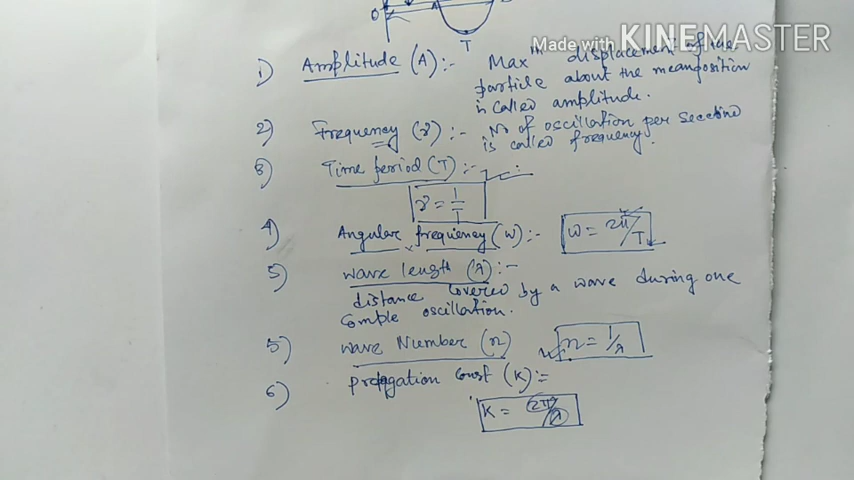 O
T
Made with KINEMASTER
1) Amplitude (A) :- Maxm displacement of the
particle about the meanposition
is called amplitude.
2) Frequency (ν) :- No of oscillation per second
is called frequency.
3) Time period (T) :-
ν = 1/T
4) Angular frequency (W) :- W = 2π/T
5) wave length (λ) :-
distance covered by a wave during one
comple oscillation.
5) wave Number (n) n = 1/λ
6) propagation const (K) :=
K = 2π/λ